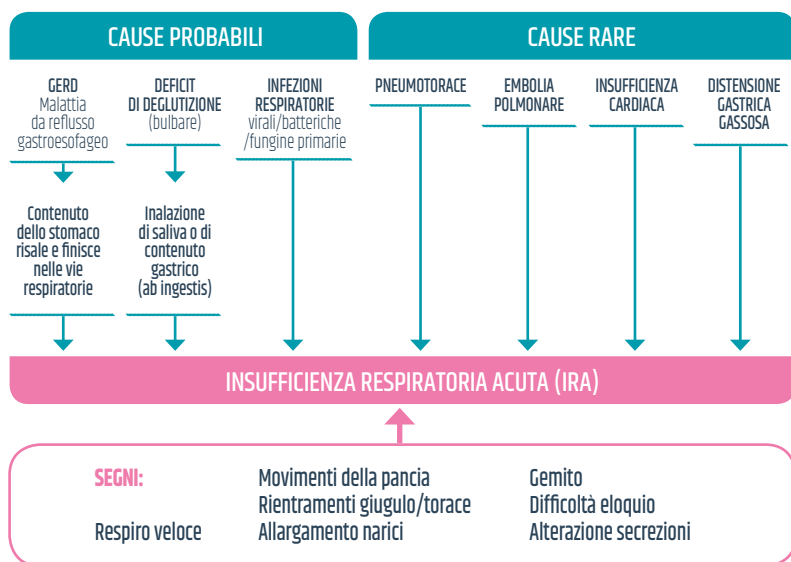 CAUSE PROBABILI
CAUSE RARE
GERD
Malattia
da reflusso
gastroesofageo
DEFICIT
DI DEGLUTIZIONE
(bulbare)
INFEZIONI
RESPIRATORIE
virali/batteriche
/fungine primarie
PNEUMOTORACE
EMBOLIA
POLMONARE
INSUFFICIENZA
CARDIACA
DISTENSIONE
GASTRICA
GASSOSA
Contenuto
dello stomaco
risale e finisce
nelle vie
respiratorie
Inalazione
di saliva o di
contenuto
gastrico
(ab ingestis)
INSUFFICIENZA RESPIRATORIA ACUTA (IRA)
SEGNI:
Respiro veloce
Movimenti della pancia
Rientramenti giugulo/torace
Allargamento narici
Gemito
Difficoltà eloquio
Alterazione secrezioni